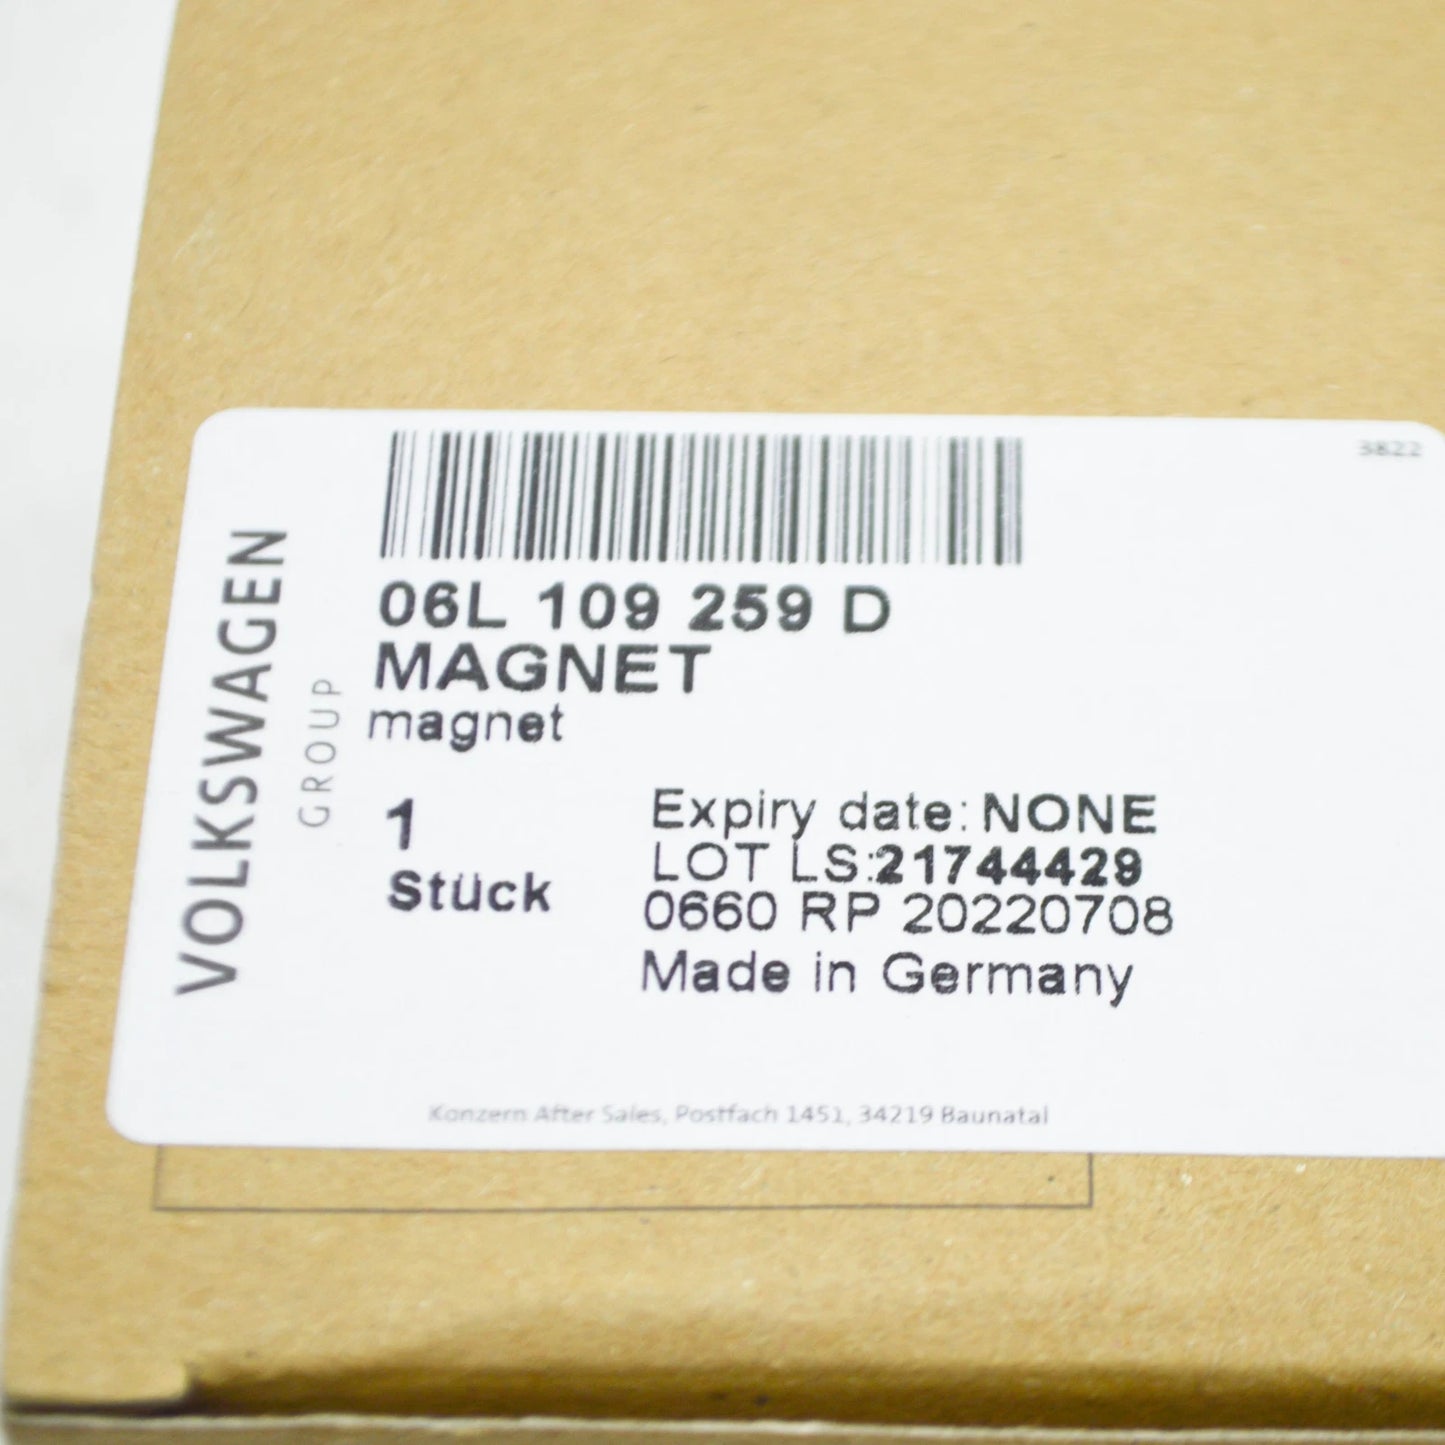 3822
VOLKSWAGEN
GROUP
06L 109 259 D
MAGNET
magnet
1
Stück
Expiry date: NONE
LOT LS:21744429
0660 RP 20220708
Made in Germany
Konzern After Sales, Postfach 1451, 34219 Baunatal